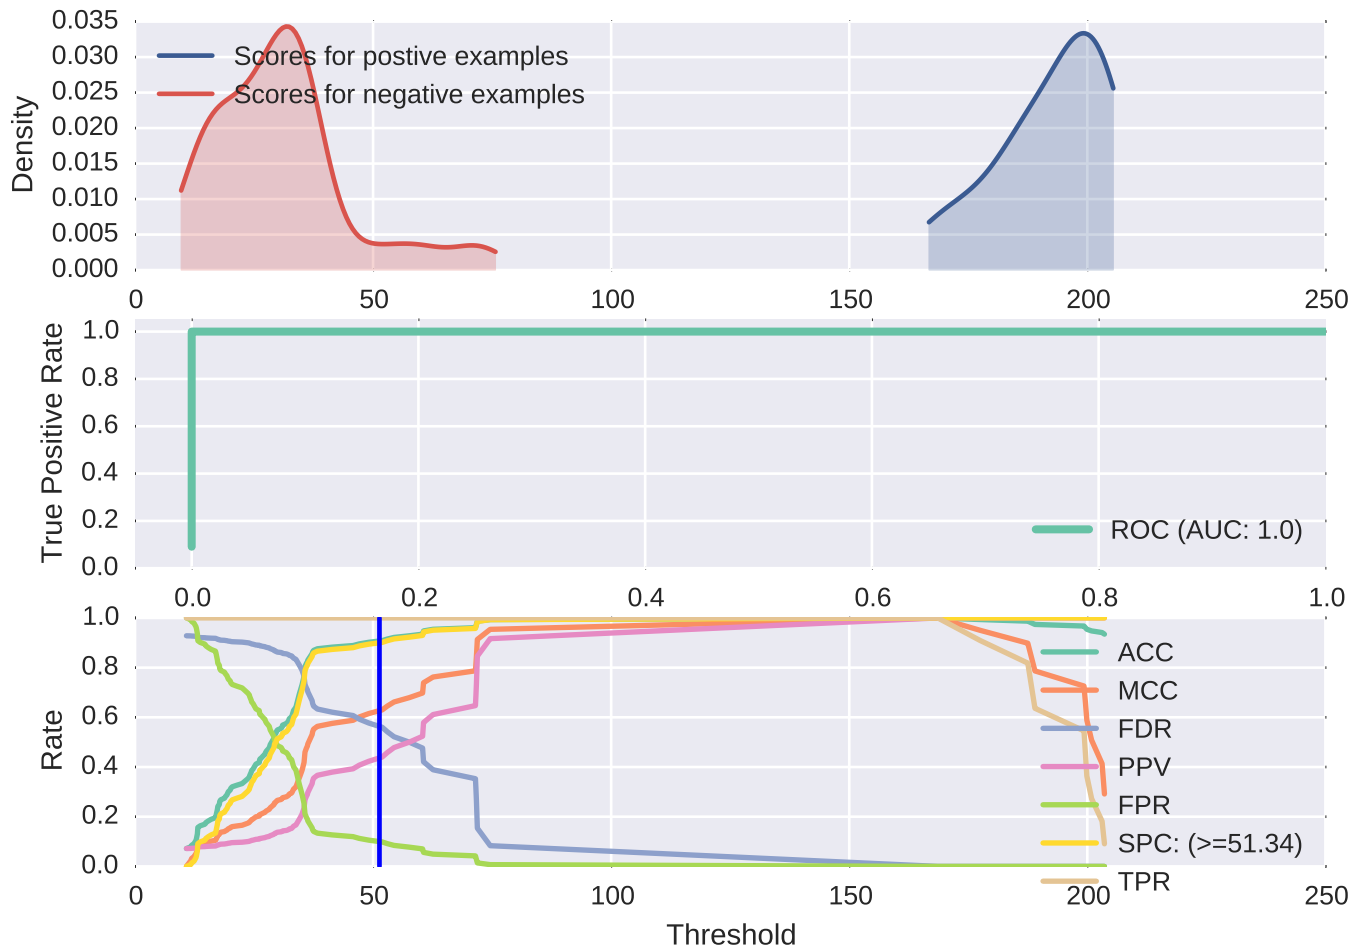 0.035
0.030
0.025
0.020
0.015
0.010
0.005
0.000
Density
Scores for postive examples
Scores for negative examples
0 50 100 150 200 250
1.0
0.8
0.6
0.4
0.2
0.0
True Positive Rate
ROC (AUC: 1.0)
0.0 0.2 0.4 0.6 0.8 1.0
1.0
0.8
0.6
0.4
0.2
0.0
Rate
ACC
MCC
FDR
PPV
FPR
SPC: (>=51.34)
TPR
0 50 100 150 200 250
Threshold